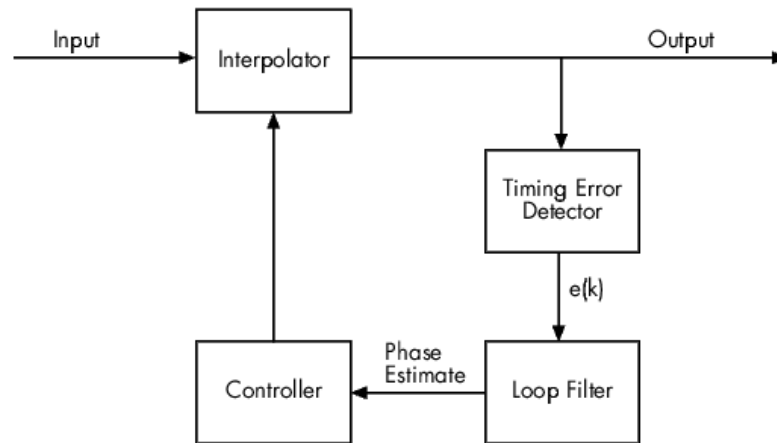 Input
Interpolator
Output
Timing Error
Detector
e(k)
Phase
Estimate
Controller
Loop Filter